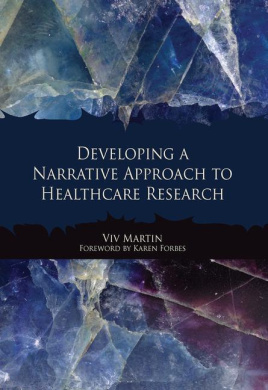 Developing a
Narrative Approach to
Healthcare Research
Viv Martin
Foreword by Karen Forbes